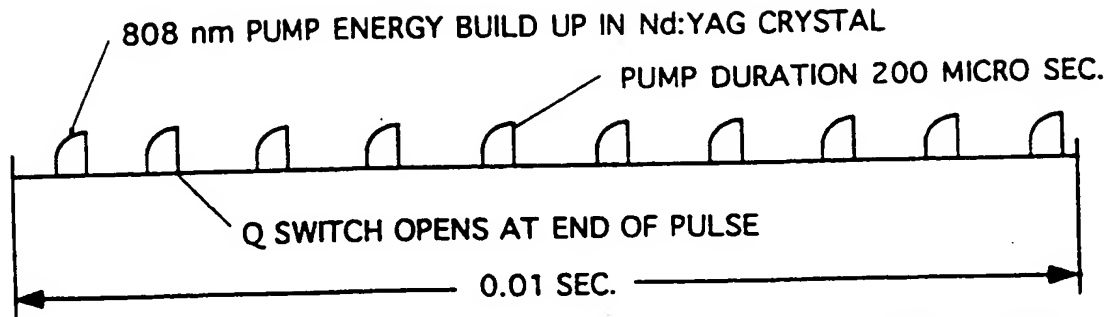 808 nm PUMP ENERGY BUILD UP IN Nd:YAG CRYSTAL
PUMP DURATION 200 MICRO SEC.
Q SWITCH OPENS AT END OF PULSE
0.01 SEC.